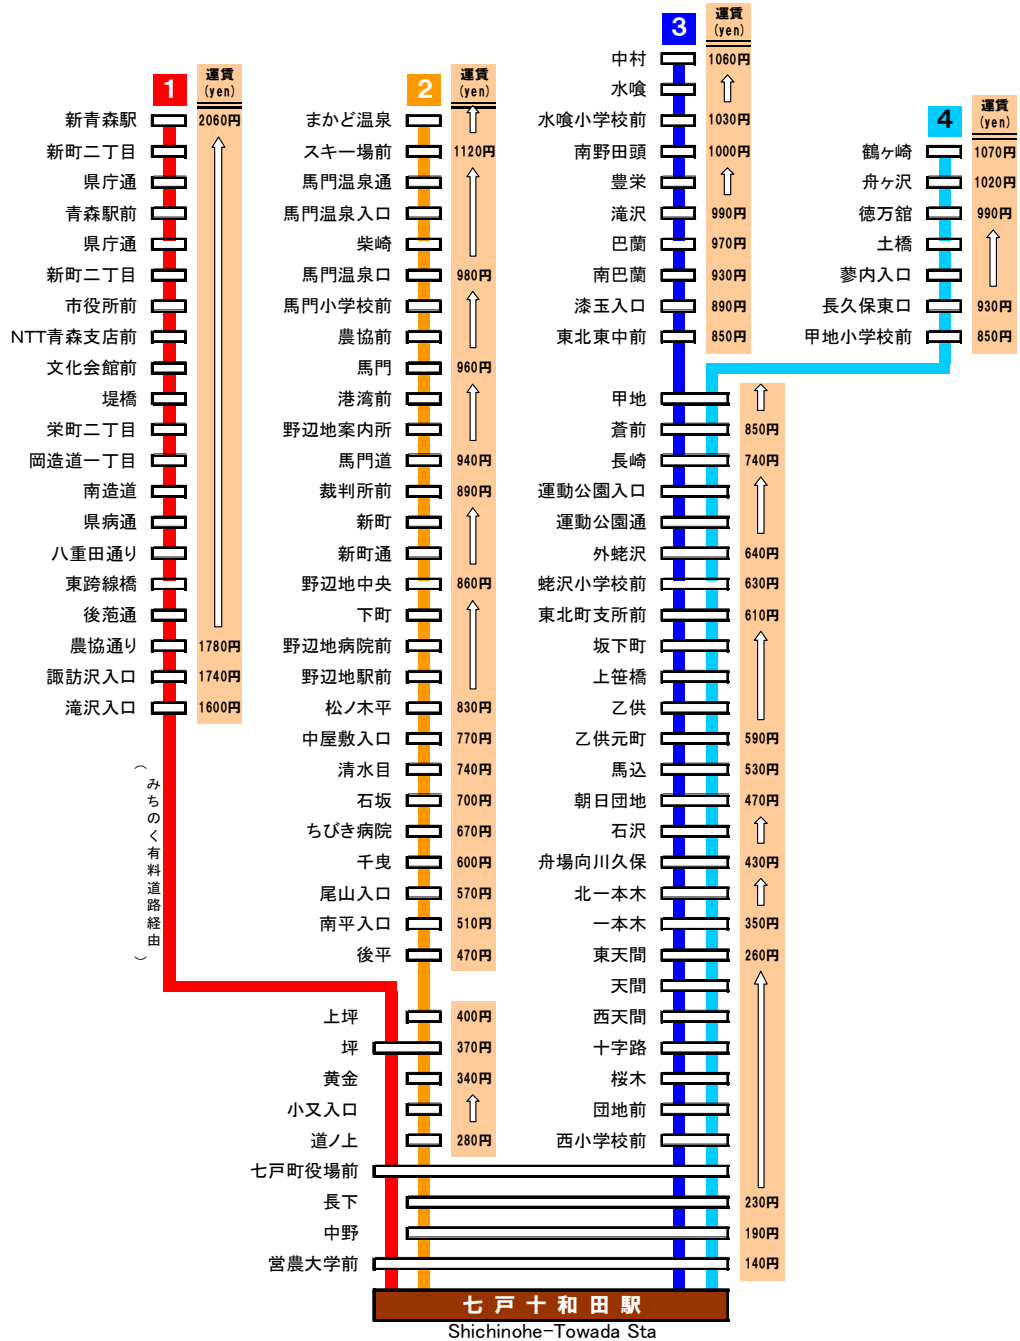 1
運賃
(yen)
新青森駅 2060円
新町二丁目
県庁通
青森駅前
県庁通
新町二丁目
市役所前
NTT青森支店前
文化会館前
堤橋
栄町二丁目
岡造道一丁目
南造道
県病通
八重田通り
東跨線橋
後萢通
農協通り 1780円
諏訪沢入口 1740円
滝沢入口 1600円
(みちのく有料道路経由)
2
運賃
(yen)
まかど温泉
スキー場前 1120円
馬門温泉通
馬門温泉入口
柴崎
馬門温泉口 980円
馬門小学校前
農協前
馬門 960円
港湾前
野辺地案内所
馬門道 940円
裁判所前 890円
新町
新町通
野辺地中央 860円
下町
野辺地病院前
野辺地駅前
松ノ木平 830円
中屋敷入口 770円
清水目 740円
石坂 700円
ちびき病院 670円
千曳 600円
尾山入口 570円
南平入口 510円
後平 470円
上坪 400円
坪 370円
黄金 340円
小又入口
道ノ上 280円
七戸町役場前
長下
中野
営農大学前
3
運賃
(yen)
中村 1060円
水喰
水喰小学校前 1030円
南野田頭 1000円
豊栄
滝沢 990円
巴蘭 970円
南巴蘭 930円
漆玉入口 890円
東北東中前 850円
4
運賃
(yen)
鶴ヶ崎 1070円
舟ヶ沢 1020円
徳万舘 990円
土橋
蓼内入口
長久保東口 930円
甲地小学校前 850円
甲地
蒼前 850円
長崎 740円
運動公園入口
運動公園通
外蛯沢 640円
蛯沢小学校前 630円
東北町支所前 610円
坂下町
上笹橋
乙供
乙供元町 590円
馬込 530円
朝日団地 470円
石沢
舟場向川久保 430円
北一本木
一本木 350円
東天間 260円
天間
西天間
十字路
桜木
団地前
西小学校前
230円
190円
140円
七戸十和田駅
Shichinohe-Towada Sta